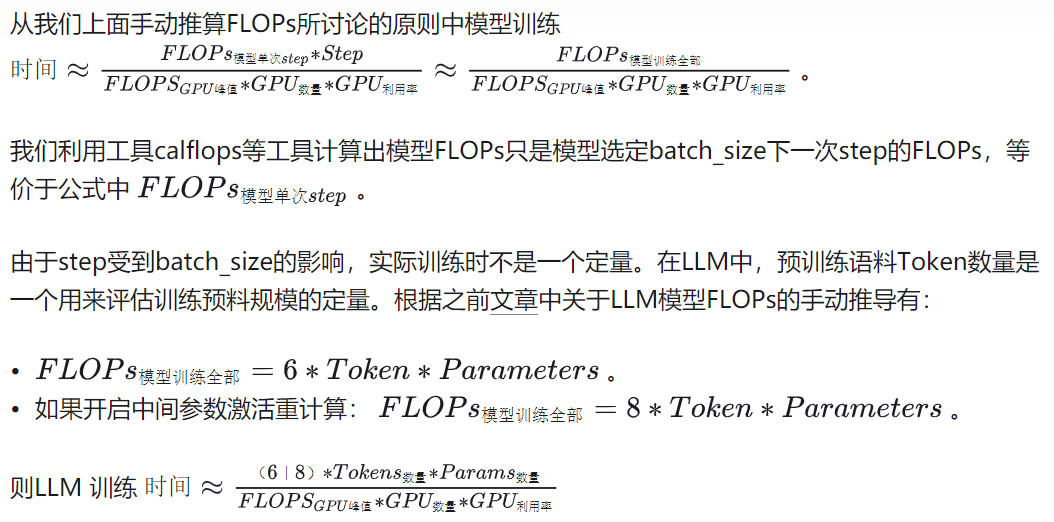 从我们上面手动推算FLOPs所讨论的原则中模型训练
时间 ≈ \frac{FLOPs_{模型单次step}*Step}{FLOPS_{GPU峰值}*GPU_{数量}*GPU_{利用率}} ≈ \frac{FLOPs_{模型训练全部}}{FLOPS_{GPU峰值}*GPU_{数量}*GPU_{利用率}} 。
我们利用工具calflops等工具计算出模型FLOPs只是模型选定batch_size下一次step的FLOPs，等
价于公式中 FLOPs_{模型单次step} 。
由于step受到batch_size的影响，实际训练时不是一个定量。在LLM中，预训练语料Token数量是
一个用来评估训练预料规模的定量。根据之前文章中关于LLM模型FLOPs的手动推导有：
• FLOPs_{模型训练全部} = 6 * Token * Parameters 。
• 如果开启中间参数激活重计算： FLOPs_{模型训练全部} = 8 * Token * Parameters 。
则LLM 训练 时间 ≈ \frac{（6 | 8）*Tokens_{数量}*Params_{数量}}{FLOPS_{GPU峰值}*GPU_{数量}*GPU_{利用率}}